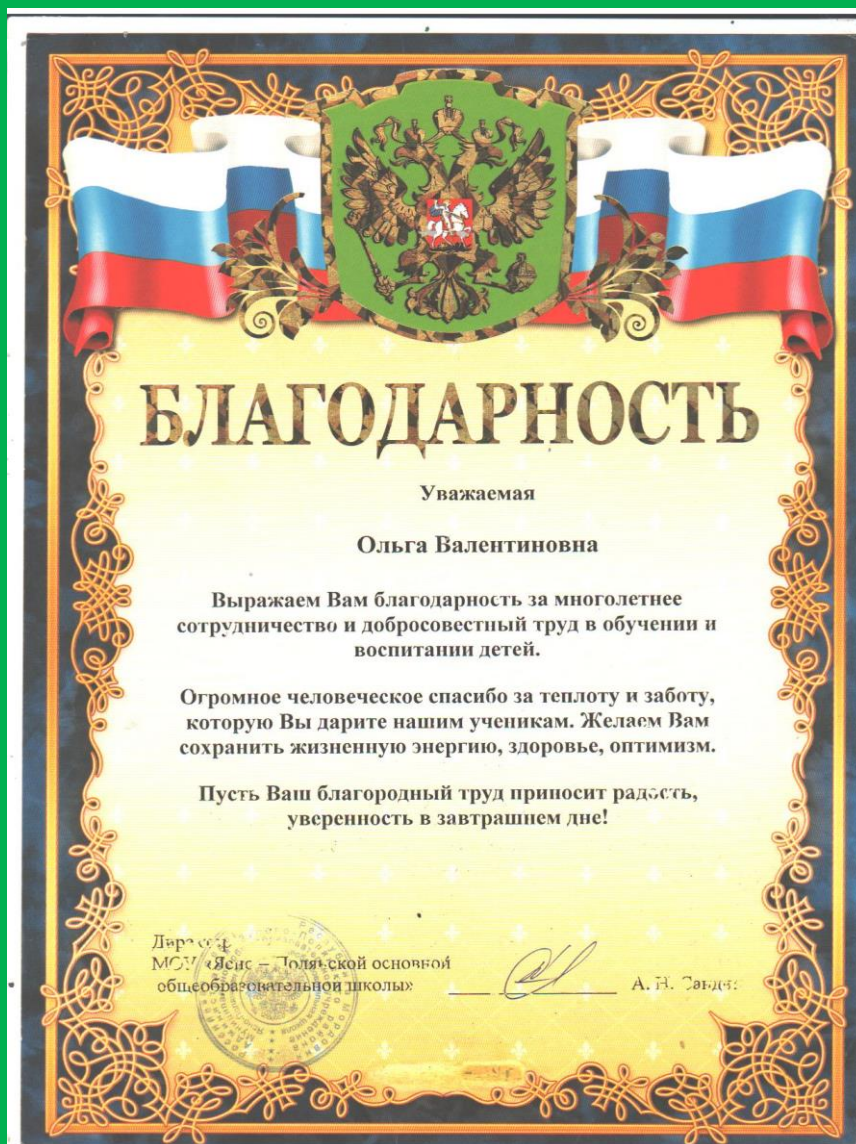 БЛАГОДАРНОСТЬ
Уважаемая
Ольга Валентиновна
Выражаем Вам благодарность за многолетнее
сотрудничество и добросовестный труд в обучении и
воспитании детей.
Огромное человеческое спасибо за теплоту и заботу,
которую Вы дарите нашим ученикам. Желаем Вам
сохранить жизненную энергию, здоровье, оптимизм.
Пусть Ваш благородный труд приносит радость,
уверенность в завтрашнем дне!
Директор
МОУ «Ясно – Полянской основной
общеобразовательной школы»
А. Н.